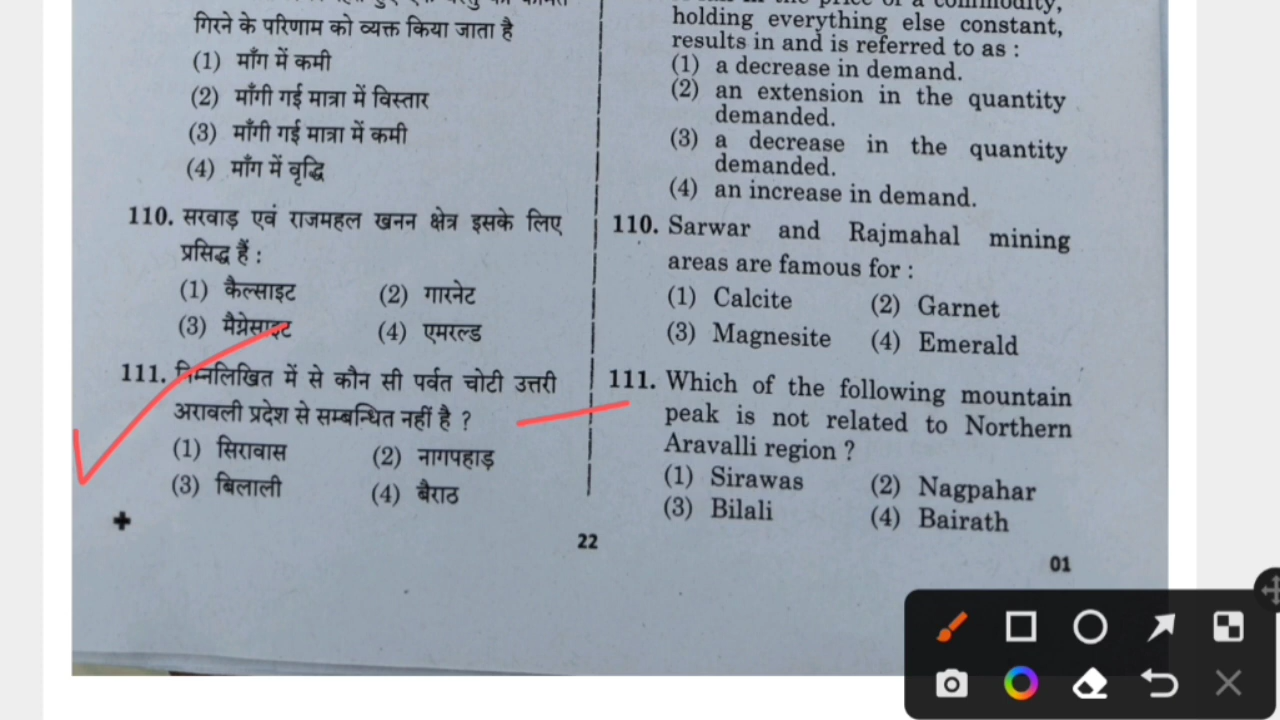 गिरने के परिणाम को व्यक्त किया जाता है
(1) माँग में कमी
(2) माँगी गई मात्रा में विस्तार
(3) माँगी गई मात्रा में कमी
(4) माँग में वृद्धि
110. सरवाड़ एवं राजमहल खनन क्षेत्र इसके लिए
प्रसिद्ध हैं :
(1) कैल्साइट (2) गारनेट
(3) मैग्नेसाइट (4) एमरल्ड
111. निम्नलिखित में से कौन सी पर्वत चोटी उत्तरी
अरावली प्रदेश से सम्बन्धित नहीं है ?
(1) सिरावास (2) नागपहाड़
(3) बिलाली (4) बैराठ
holding everything else constant,
results in and is referred to as :
(1) a decrease in demand.
(2) an extension in the quantity
demanded.
(3) a decrease in the quantity
demanded.
(4) an increase in demand.
110. Sarwar and Rajmahal mining
areas are famous for :
(1) Calcite (2) Garnet
(3) Magnesite (4) Emerald
111. Which of the following mountain
peak is not related to Northern
Aravalli region ?
(1) Sirawas (2) Nagpahar
(3) Bilali (4) Bairath
22
01